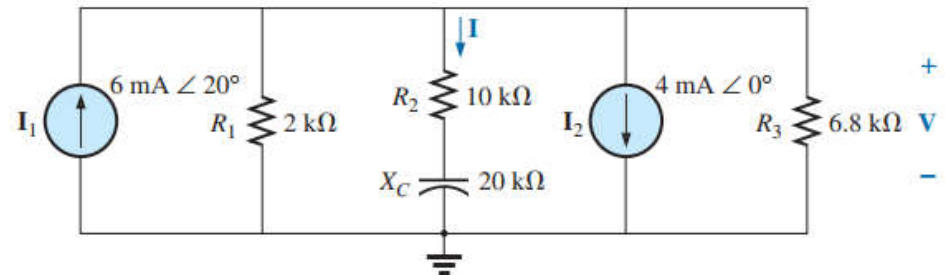 I
6 mA ∠ 20°
4 mA ∠ 0°
+
I₁
R₁
2 kΩ
R₂
10 kΩ
I₂
R₃
6.8 kΩ
V
X_C
20 kΩ
−